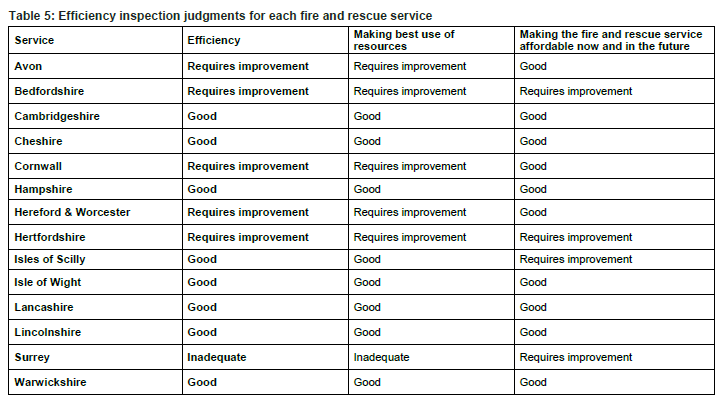 Table 5: Efficiency inspection judgments for each fire and rescue service
Service Efficiency Making best use of resources Making the fire and rescue service affordable now and in the future
Avon Requires improvement Requires improvement Good
Bedfordshire Requires improvement Requires improvement Requires improvement
Cambridgeshire Good Good Good
Cheshire Good Good Good
Cornwall Requires improvement Requires improvement Good
Hampshire Good Good Good
Hereford & Worcester Requires improvement Requires improvement Good
Hertfordshire Requires improvement Requires improvement Requires improvement
Isles of Scilly Good Good Requires improvement
Isle of Wight Good Good Good
Lancashire Good Good Good
Lincolnshire Good Good Good
Surrey Inadequate Inadequate Requires improvement
Warwickshire Good Good Good